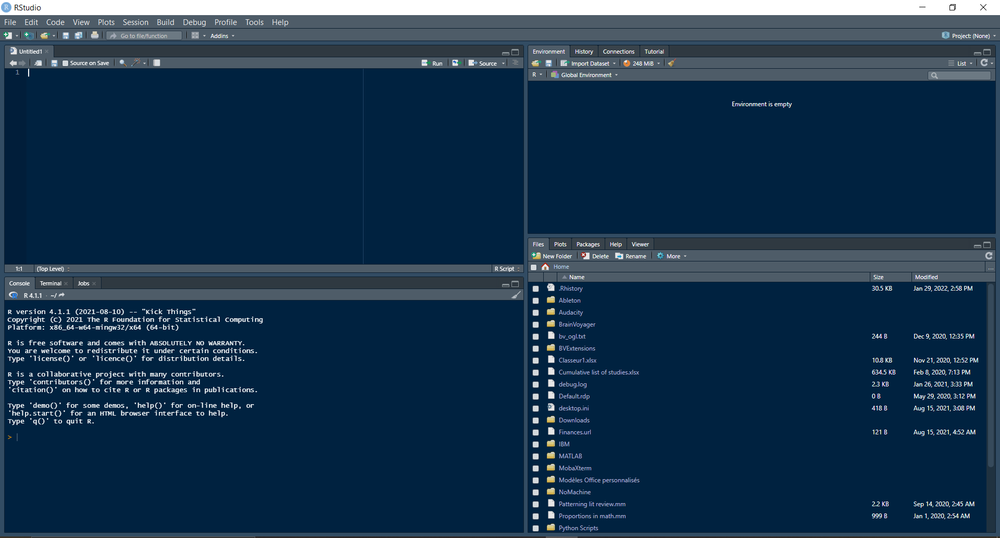 RStudio
File Edit Code View Plots Session Build Debug Profile Tools Help
Go to file/function Addins Project: (None)
Untitled1
Source on Save Run Source
1
1:1 (Top Level) R Script
Console Terminal Jobs
R 4.1.1 · ~/
R version 4.1.1 (2021-08-10) -- "Kick Things"
Copyright (C) 2021 The R Foundation for Statistical Computing
Platform: x86_64-w64-mingw32/x64 (64-bit)
R is free software and comes with ABSOLUTELY NO WARRANTY.
You are welcome to redistribute it under certain conditions.
Type 'license()' or 'licence()' for distribution details.
R is a collaborative project with many contributors.
Type 'contributors()' for more information and
'citation()' on how to cite R or R packages in publications.
Type 'demo()' for some demos, 'help()' for on-line help, or
'help.start()' for an HTML browser interface to help.
Type 'q()' to quit R.
>
Environment History Connections Tutorial
Import Dataset 248 MiB List
R Global Environment
Environment is empty
Files Plots Packages Help Viewer
New Folder Delete Rename More
Home ...
Name Size Modified
.Rhistory 30.5 KB Jan 29, 2022, 2:58 PM
Ableton
Audacity
BrainVoyager
bv_ogl.txt 244 B Dec 9, 2020, 12:35 PM
BVExtensions
Classeur1.xlsx 10.8 KB Nov 21, 2020, 12:52 PM
Cumulative list of studies.xlsx 634.5 KB Feb 8, 2020, 7:13 PM
debug.log 2.3 KB Jan 26, 2021, 3:33 PM
Default.rdp 0 B May 29, 2020, 3:12 PM
desktop.ini 418 B Aug 15, 2021, 3:08 PM
Downloads
Finances.url 121 B Aug 15, 2021, 4:52 AM
IBM
MATLAB
MobaXterm
Modèles Office personnalisés
NoMachine
Patterning lit review.mm 2.2 KB Sep 14, 2020, 2:45 AM
Proportions in math.mm 999 B Jan 1, 2020, 2:54 AM
Python Scripts